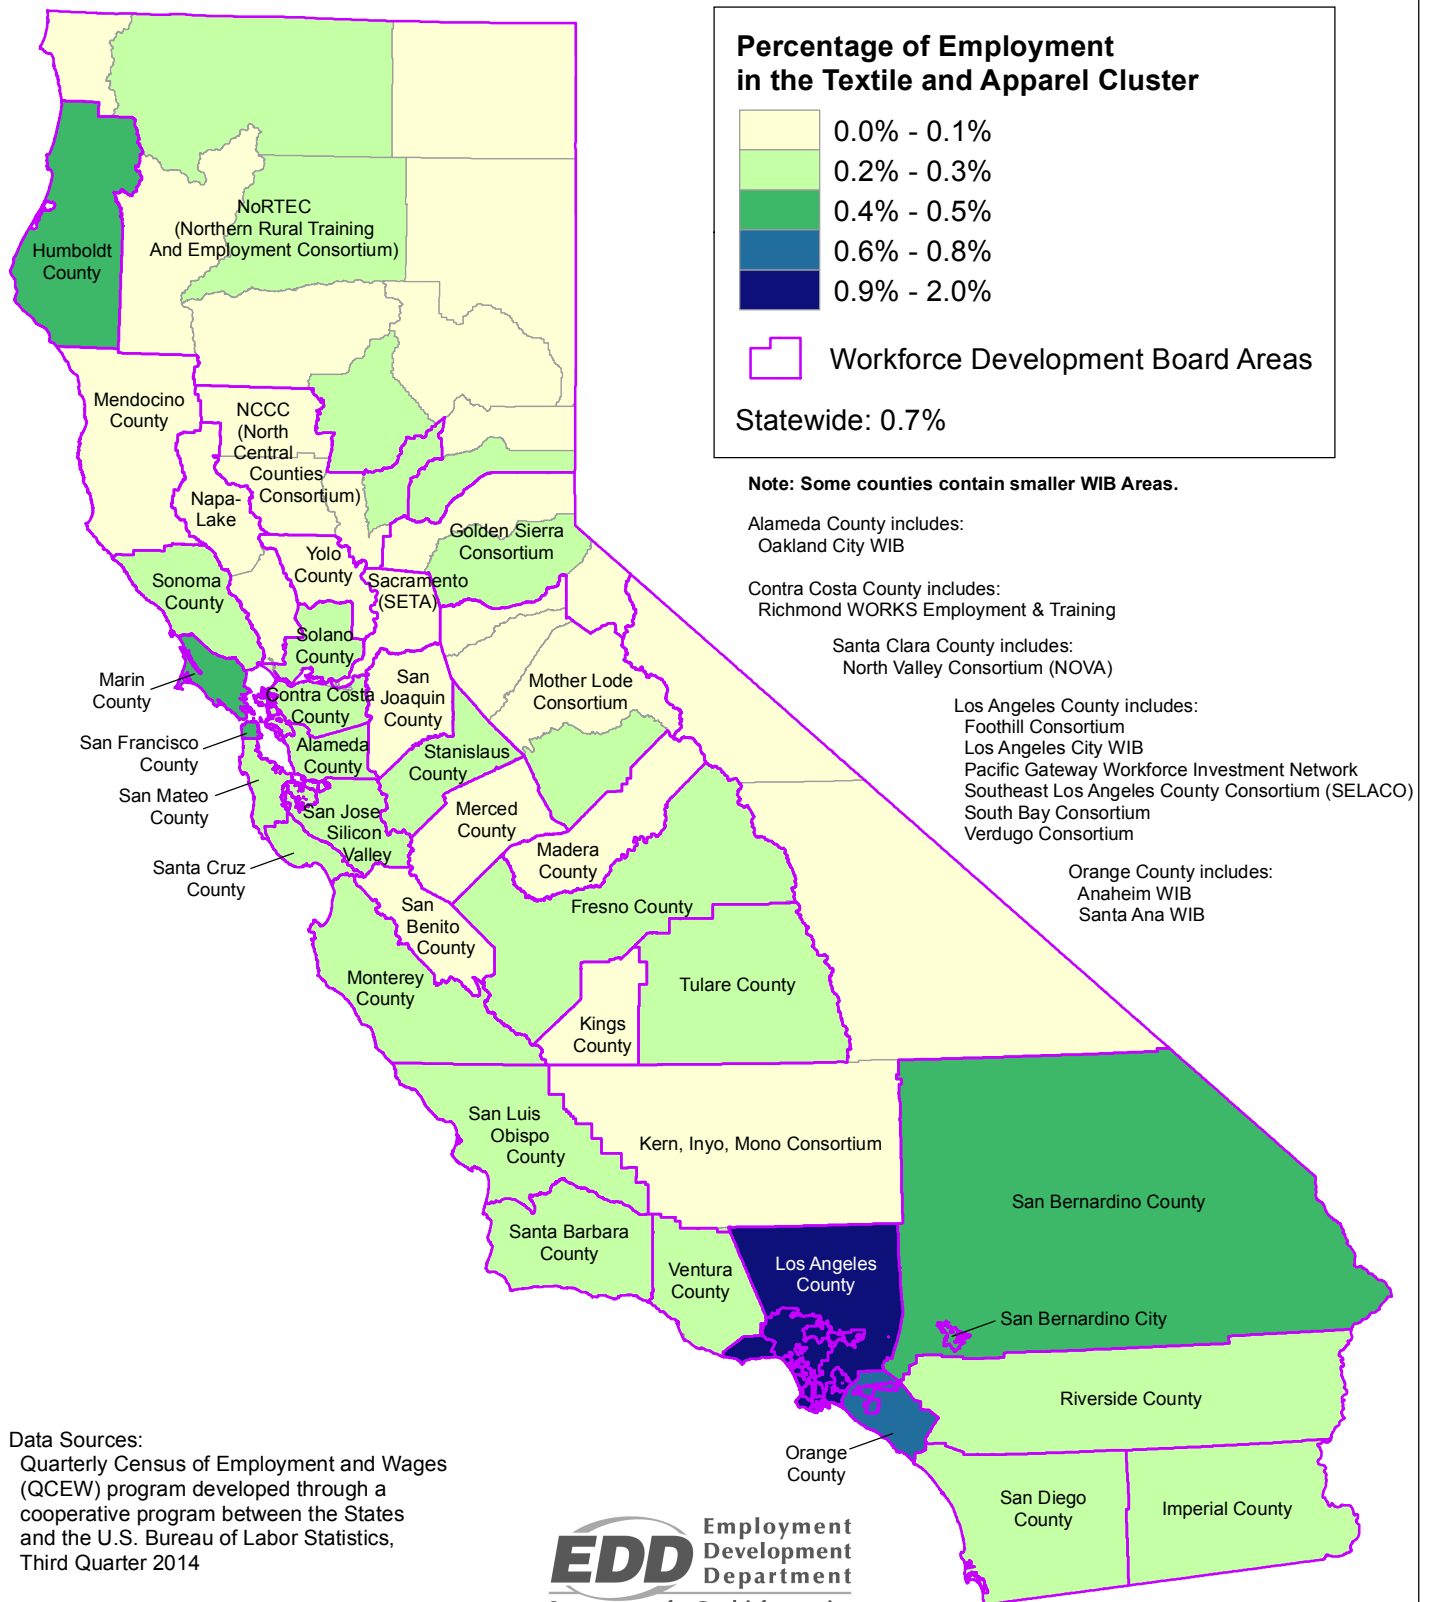 Percentage of Employment
in the Textile and Apparel Cluster
0.0% - 0.1%
0.2% - 0.3%
0.4% - 0.5%
0.6% - 0.8%
0.9% - 2.0%
Workforce Development Board Areas
Statewide: 0.7%
Note: Some counties contain smaller WIB Areas.
Alameda County includes:
Oakland City WIB
Contra Costa County includes:
Richmond WORKS Employment & Training
Santa Clara County includes:
North Valley Consortium (NOVA)
Los Angeles County includes:
Foothill Consortium
Los Angeles City WIB
Pacific Gateway Workforce Investment Network
Southeast Los Angeles County Consortium (SELACO)
South Bay Consortium
Verdugo Consortium
Orange County includes:
Anaheim WIB
Santa Ana WIB
NoRTEC
(Northern Rural Training
And Employment Consortium)
Humboldt
County
Mendocino
County
NCCC
(North
Central
Counties
Consortium)
Napa-
Lake
Golden Sierra
Consortium
Yolo
County
Sonoma
County
Sacramento
(SETA)
Solano
County
Marin
County
Contra Costa
County
San
Joaquin
County
Mother Lode
Consortium
San Francisco
County
Alameda
County
Stanislaus
County
San Mateo
County
San Jose
Silicon
Valley
Merced
County
Santa Cruz
County
Madera
County
San
Benito
County
Fresno County
Monterey
County
Tulare County
Kings
County
San Luis
Obispo
County
Kern, Inyo, Mono Consortium
San Bernardino County
Santa Barbara
County
Ventura
County
Los Angeles
County
San Bernardino City
Riverside County
Orange
County
San Diego
County
Imperial County
Data Sources:
Quarterly Census of Employment and Wages
(QCEW) program developed through a
cooperative program between the States
and the U.S. Bureau of Labor Statistics,
Third Quarter 2014
EDD
Employment
Development
Department